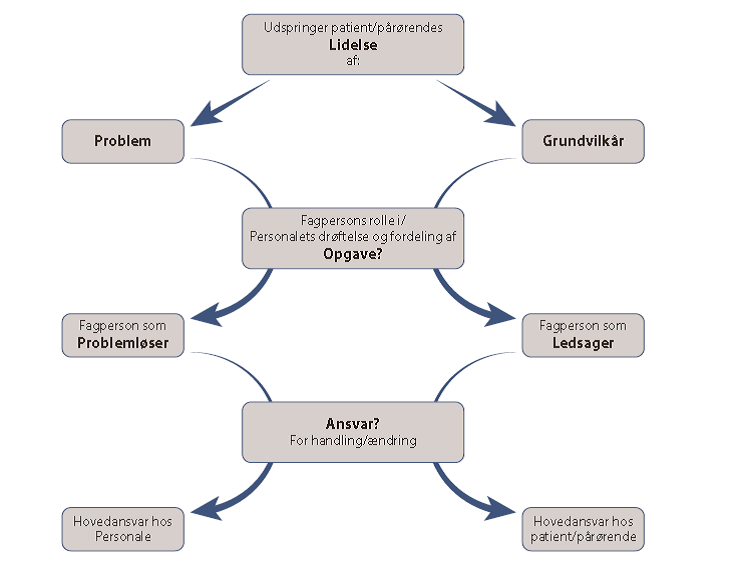 Udspringer patient/pårørendes
Lidelse
af:
Problem
Grundvilkår
Fagpersons rolle i/
Personalets drøftelse og fordeling af
Opgave?
Fagperson som
Problemløser
Fagperson som
Ledsager
Ansvar?
For handling/ændring
Hovedansvar hos
Personale
Hovedansvar hos
patient/pårørende